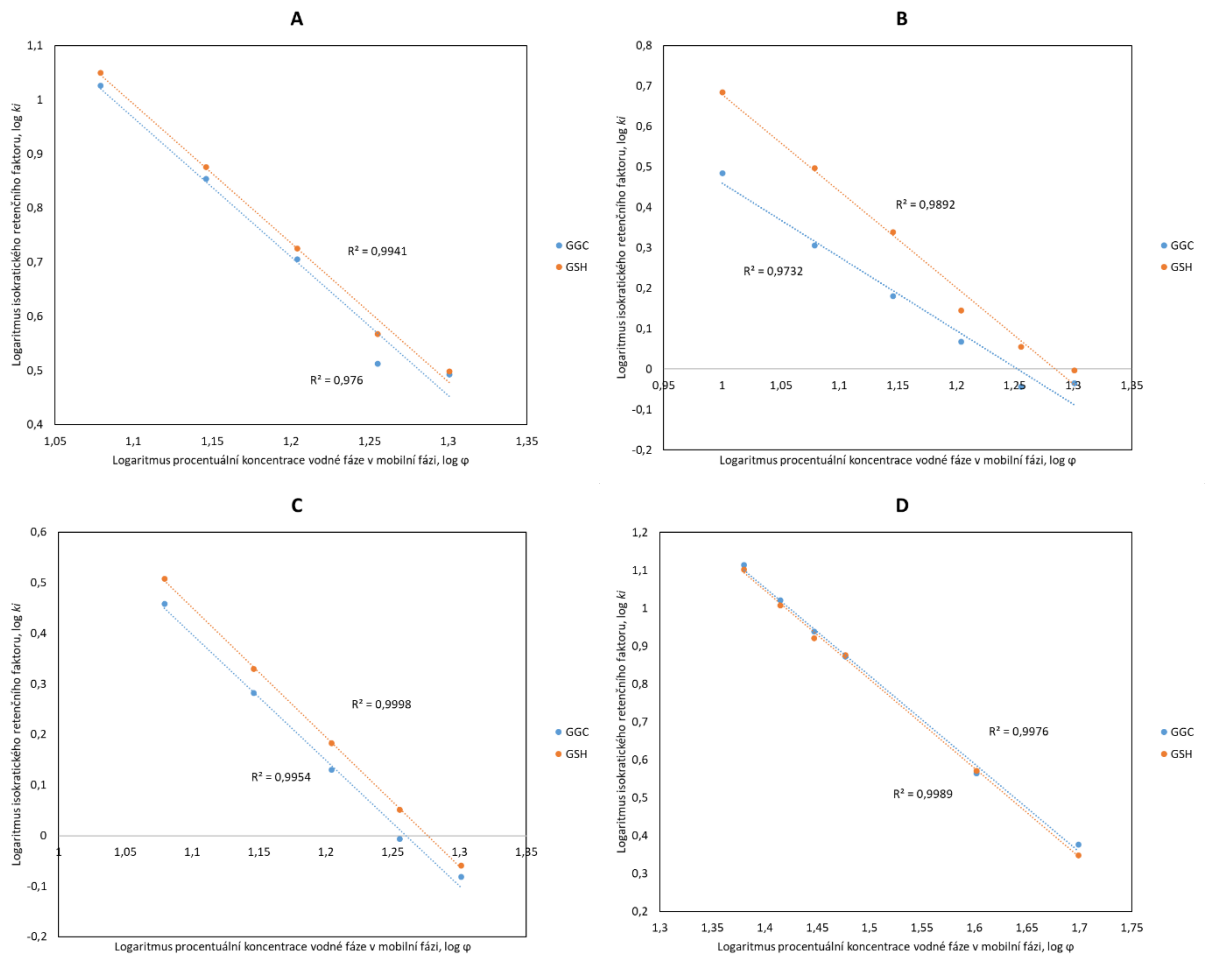 A
Logaritmus isokratického retenčního faktoru, log ki
1,1
1
0,9
0,8
0,7
0,6
0,5
0,4
R² = 0,9941
R² = 0,976
1,05
1,1
1,15
1,2
1,25
1,3
1,35
Logaritmus procentuální koncentrace vodné fáze v mobilní fázi, log φ
GGC
GSH
B
Logaritmus isokratického retenčního faktoru, log ki
0,8
0,7
0,6
0,5
0,4
0,3
0,2
0,1
0
-0,1
-0,2
R² = 0,9892
R² = 0,9732
0,95
1
1,05
1,1
1,15
1,2
1,25
1,3
1,35
Logaritmus procentuální koncentrace vodné fáze v mobilní fázi, log φ
GGC
GSH
C
Logaritmus isokratického retenčního faktoru, log ki
0,6
0,5
0,4
0,3
0,2
0,1
0
-0,1
-0,2
R² = 0,9998
R² = 0,9954
1
1,05
1,1
1,15
1,2
1,25
1,3
1,35
Logaritmus procentuální koncentrace vodné fáze v mobilní fázi, log φ
GGC
GSH
D
Logaritmus isokratického retenčního faktoru, log ki
1,2
1,1
1
0,9
0,8
0,7
0,6
0,5
0,4
0,3
0,2
R² = 0,9976
R² = 0,9989
1,3
1,35
1,4
1,45
1,5
1,55
1,6
1,65
1,7
1,75
Logaritmus procentuální koncentrace vodné fáze v mobilní fázi, log φ
GGC
GSH